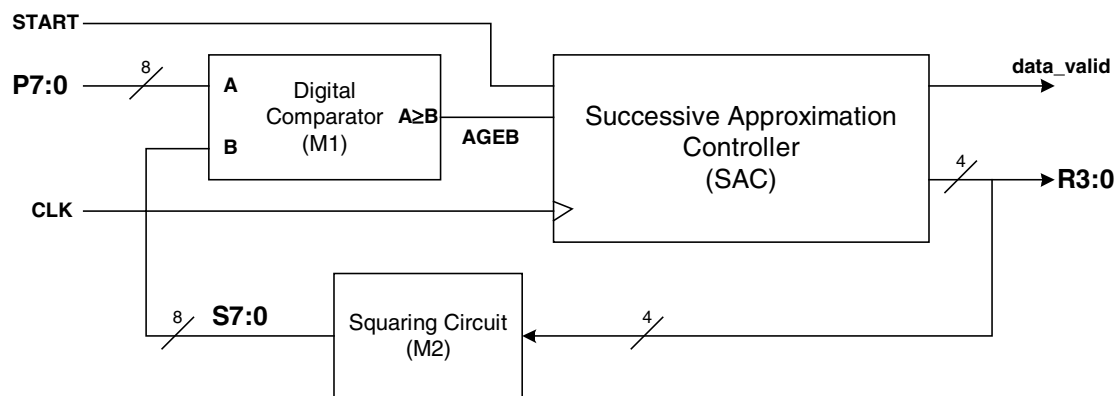 START
P7:0
8
A
B
Digital
Comparator
(M1)
A≥B
AGEB
Successive Approximation
Controller
(SAC)
data_valid
4
R3:0
CLK
8
S7:0
Squaring Circuit
(M2)
4